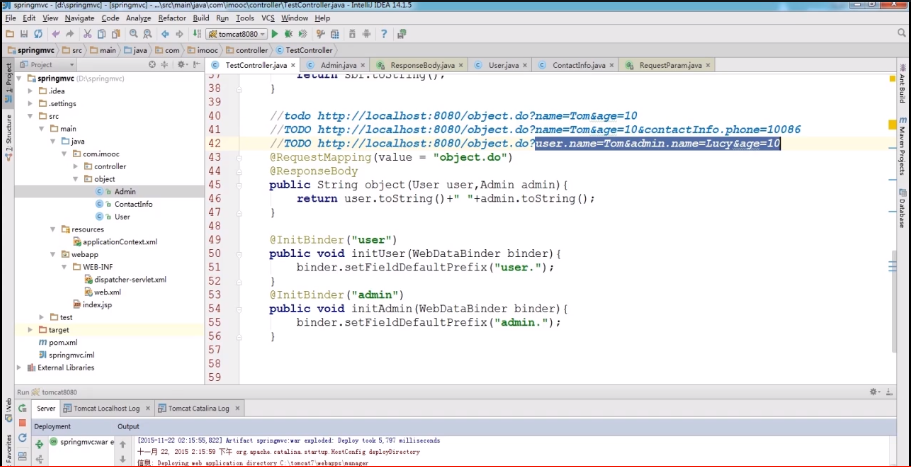 springmvc - [d:\springmvc] - [springmvc] - ...\src\main\java\com\imooc\controller\TestController.java - IntelliJ IDEA 14.1.5
File Edit View Navigate Code Analyze Refactor Build Run Tools VCS Window Help
tomcat8080
springmvc src main java com imooc controller TestController
Project
TestController.java Admin.java ResponseBody.java User.java ContactInfo.java RequestParam.java
springmvc (D:\springmvc)
.idea
.settings
src
main
java
com.imooc
controller
object
Admin
ContactInfo
User
resources
applicationContext.xml
webapp
WEB-INF
dispatcher-servlet.xml
web.xml
index.jsp
test
target
pom.xml
springmvc.iml
External Libraries
1: Project
7: Structure
Web
Favorites
Ant Build
Maven Projects
Database
37 return sbf.toString();
38 }
39
40 //todo http://localhost:8080/object.do?name=Tom&age=10
41 //TODO http://localhost:8080/object.do?name=Tom&age=10&contactInfo.phone=10086
42 //TODO http://localhost:8080/object.do?user.name=Tom&admin.name=Lucy&age=10
43 @RequestMapping(value = "object.do")
44 @ResponseBody
45 public String object(User user,Admin admin){
46 return user.toString()+" "+admin.toString();
47 }
48
49 @InitBinder("user")
50 public void initUser(WebDataBinder binder){
51 binder.setFieldDefaultPrefix("user.");
52 }
53 @InitBinder("admin")
54 public void initAdmin(WebDataBinder binder){
55 binder.setFieldDefaultPrefix("admin.");
56 }
57
58
59
Run tomcat8080
Server Tomcat Localhost Log Tomcat Catalina Log
Deployment Output
springmvc:war e
[2015-11-22 02:15:55,822] Artifact springmvc:war exploded: Deploy took 5,797 milliseconds
十一月 22, 2015 2:15:59 下午 org.apache.catalina.startup.HostConfig deployDirectory
信息: Deploying web application directory C:\tomcat7\webapps\manager